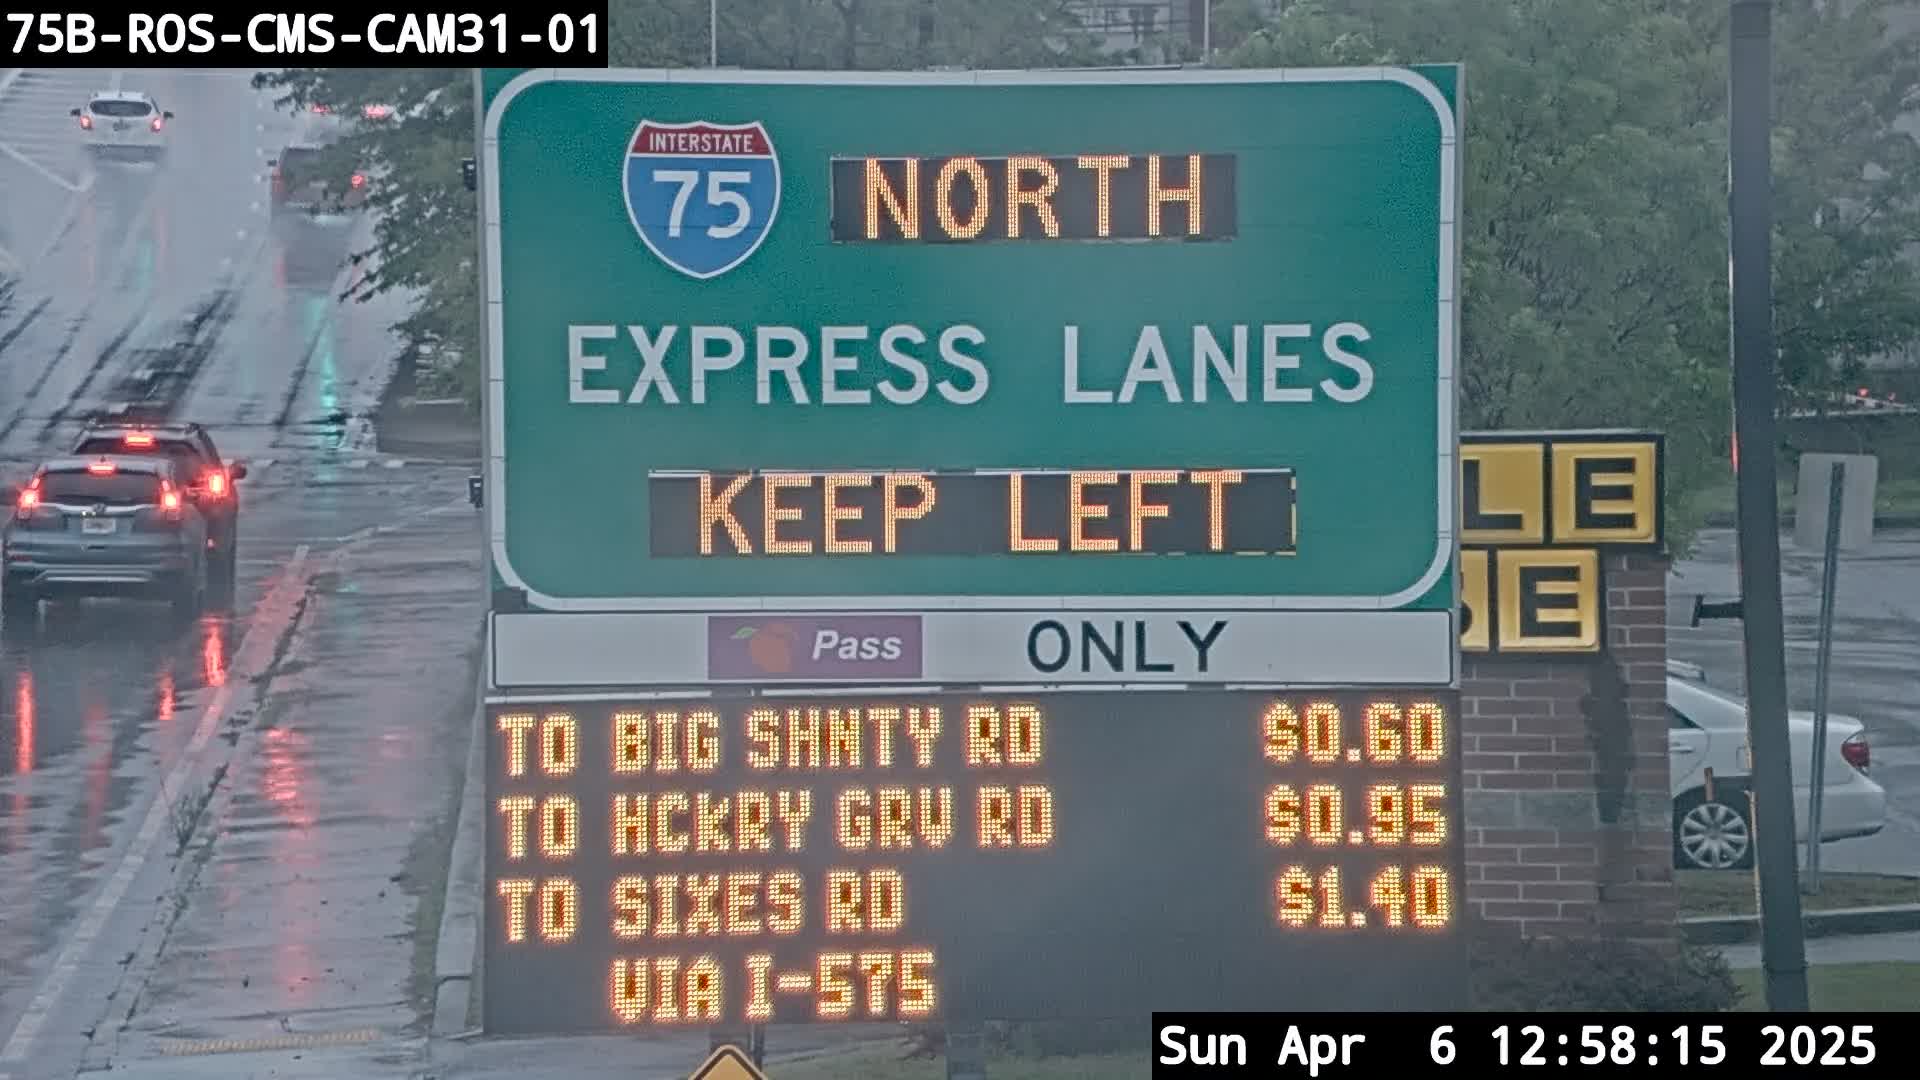 75B-ROS-CMS-CAM31-01
INTERSTATE
75
NORTH
EXPRESS LANES
KEEP LEFT
Pass ONLY
TO BIG SHNTY RD $0.60
TO HCKRY GRV RD $0.95
TO SIXES RD $1.40
VIA I-575
LE
E
Sun Apr 6 12:58:15 2025